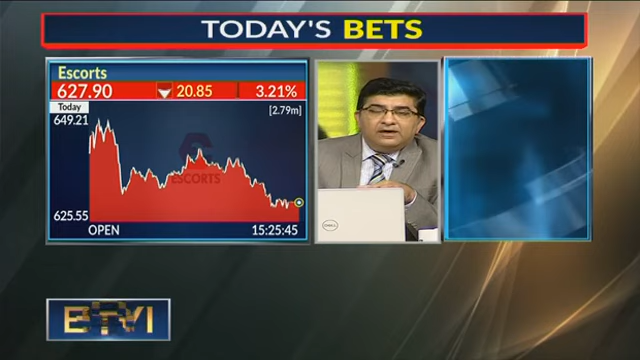 TODAY'S BETS
Escorts
627.90 20.85 3.21%
Today
[2.79m]
649.21
ESCORTS
625.55
OPEN 15:25:45
DELL
BTVI